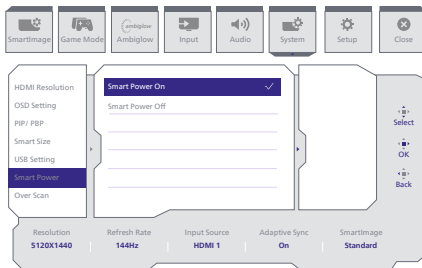 ambiglow
SmartImage
Game Mode
Ambiglow
Input
Audio
System
Setup
Close
HDMI Resolution
OSD Setting
PIP/ PBP
Smart Size
USB Setting
Smart Power
Over Scan
Smart Power On
Smart Power Off
Select
OK
Back
Resolution
5120X1440
Refresh Rate
144Hz
Input Source
HDMI 1
Adaptive Sync
On
SmartImage
Standard